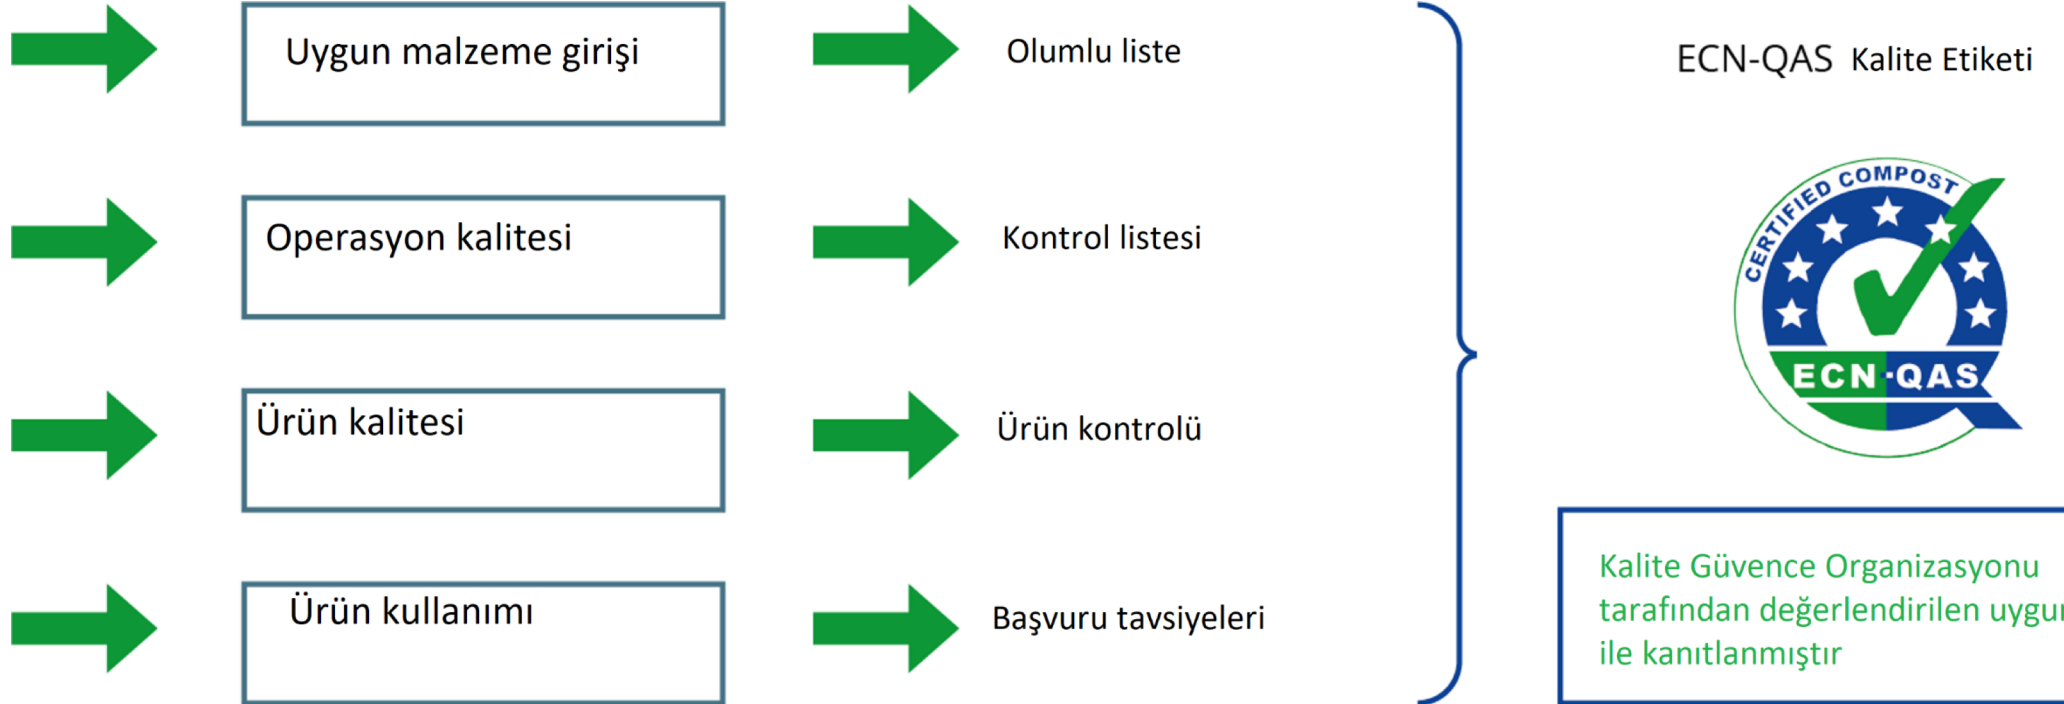 Uygun malzeme girişi
Olumlu liste
ECN-QAS Kalite Etiketi
Operasyon kalitesi
Kontrol listesi
CERTIFIED COMPOST
ECN-QAS
Ürün kalitesi
Ürün kontrolü
Ürün kullanımı
Başvuru tavsiyeleri
Kalite Güvence Organizasyonu
tarafından değerlendirilen
ile kanıtlanmıştır